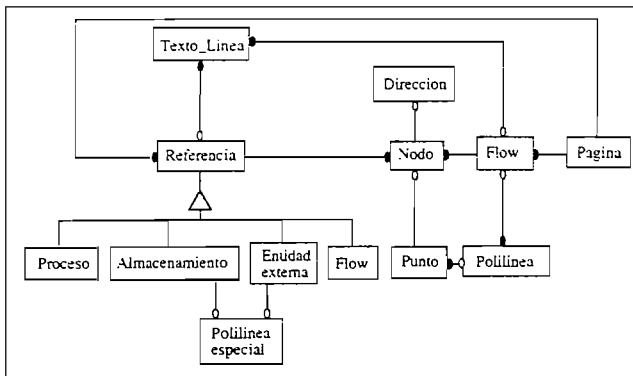 Texto_Linea
Direccion
Referencia
Nodo
Flow
Pagina
Proceso
Almacenamiento
Entidad
externa
Flow
Punto
Polilinea
Polilinea
especial